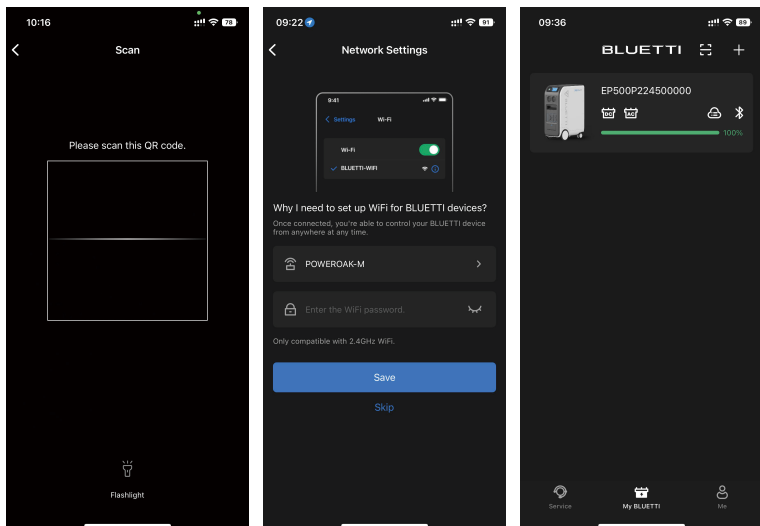 10:16
78
Scan
Please scan this QR code.
Flashlight
09:22
91
Network Settings
9:41
Settings
Wi-Fi
Wi-Fi
BLUETTI-WIFI
Why I need to set up WiFi for BLUETTI devices?
Once connected, you're able to control your BLUETTI device
from anywhere at any time.
POWEROAK-M
Enter the WiFi password.
Only compatible with 2.4GHz WiFi.
Save
Skip
09:36
89
BLUETTI
EP500P224500000
DC
AC
100%
Service
My BLUETTI
Me